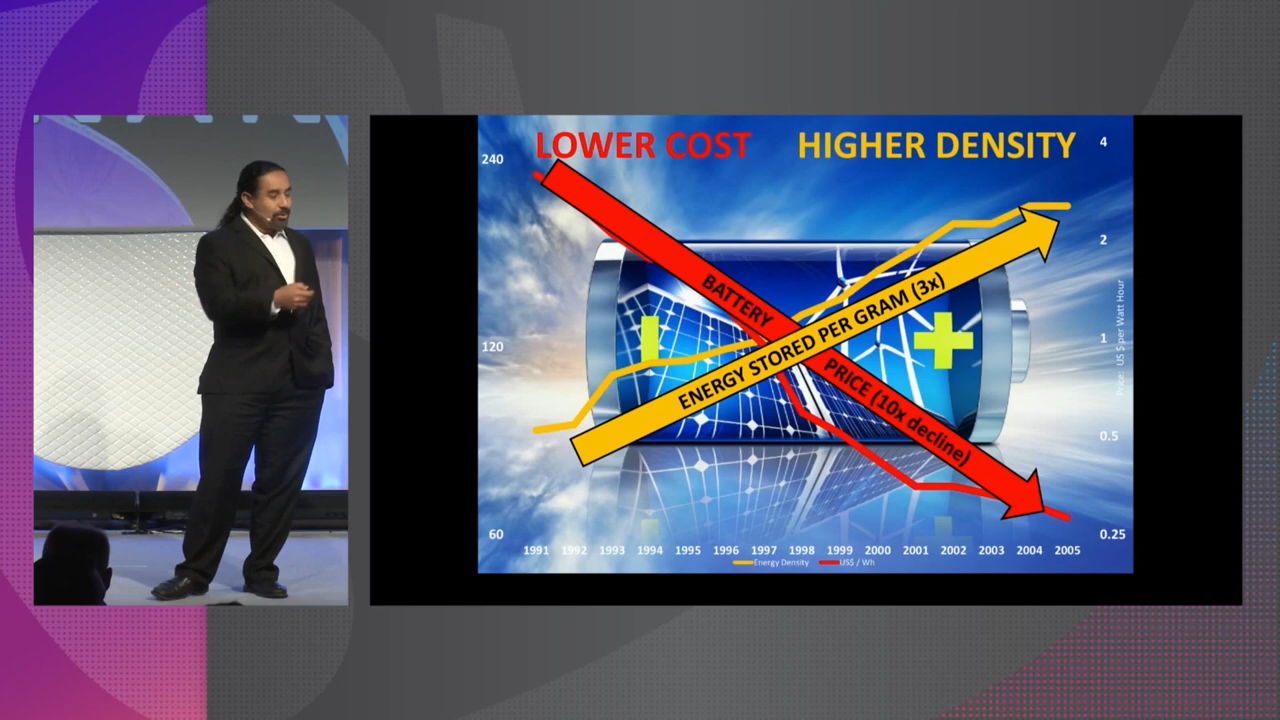 LOWER COST
HIGHER DENSITY
240
120
60
4
2
1
0.5
0.25
Price: US $ per Watt Hour
BATTERY
PRICE (10x decline)
ENERGY STORED PER GRAM (3x)
1991 1992 1993 1994 1995 1996 1997 1998 1999 2000 2001 2002 2003 2004 2005
Energy Density US$ / Wh